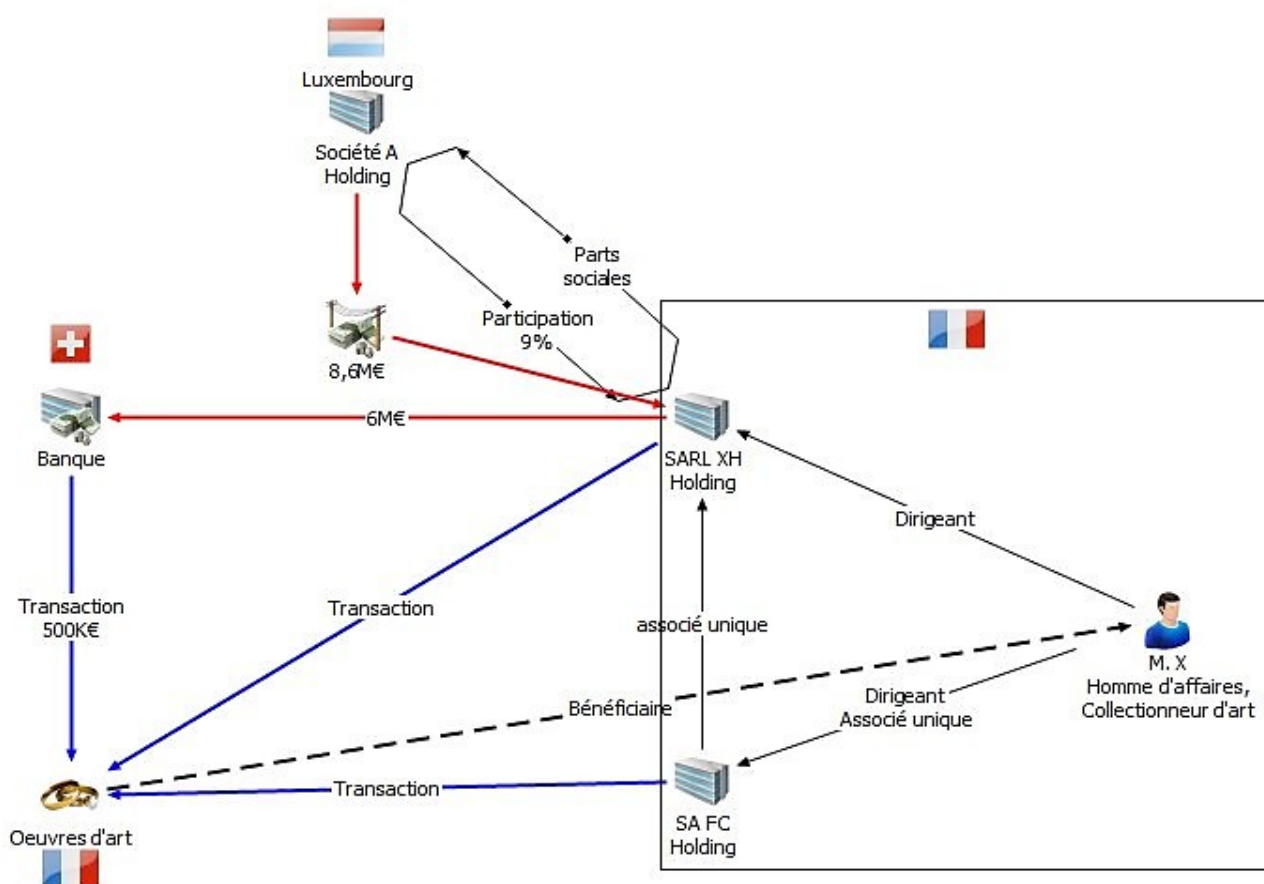 Luxembourg
Société A
Holding
Parts
sociales
Participation
9%
8,6M€
6M€
Banque
SARL XH
Holding
Dirigeant
Transaction
500K€
Transaction
associé unique
M. X
Homme d'affaires,
Collectionneur d'art
Dirigeant
Associé unique
Bénéficiaire
Transaction
Oeuvres d'art
SA FC
Holding